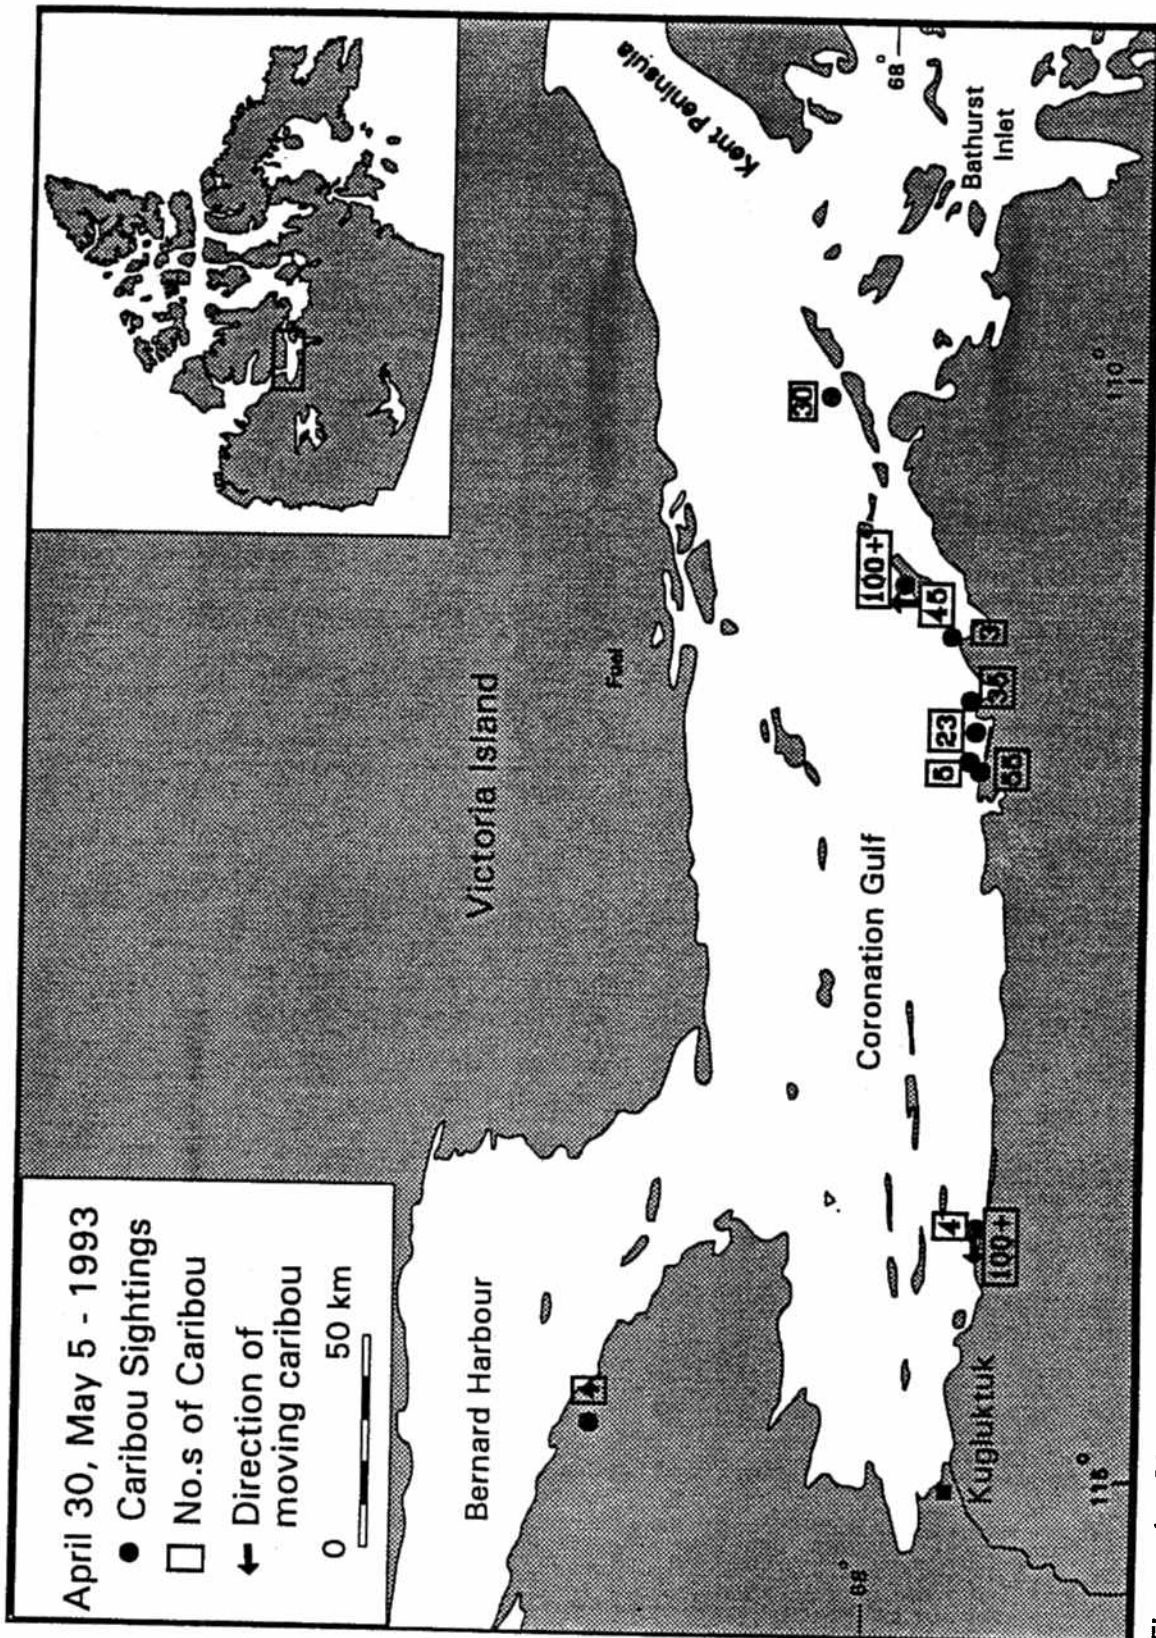 April 30, May 5 - 1993
Caribou Sightings
No.s of Caribou
Direction of
moving caribou
0 50 km
Victoria Island
Fuel
Kent Peninsula
Bernard Harbour
Coronation Gulf
Bathurst
Inlet
Kugluktuk
68°
68°
115°
110°
4
4
100+
5
55
23
35
3
45
100+
30